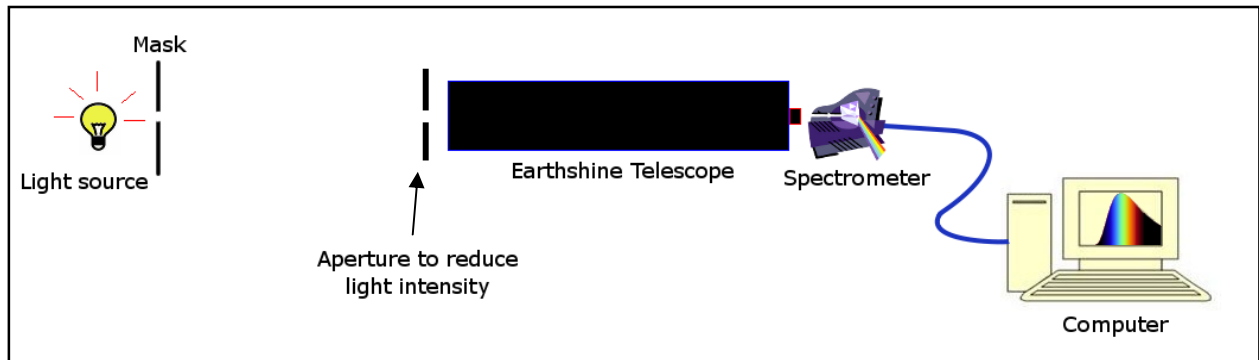 Mask
Light source
Aperture to reduce
light intensity
Earthshine Telescope
Spectrometer
Computer